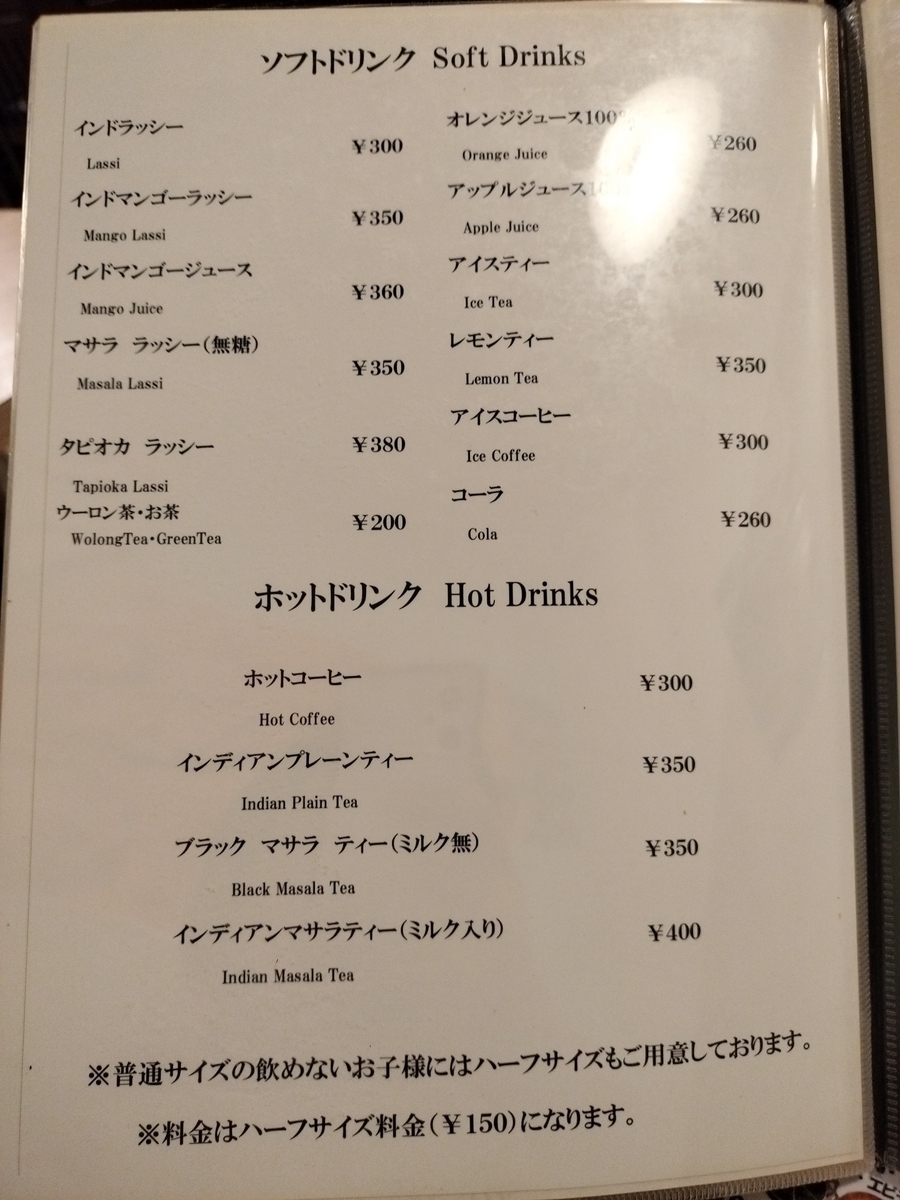 ソフトドリンク Soft Drinks
インドラッシー
Lassi
¥300
インドマンゴーラッシー
Mango Lassi
¥350
インドマンゴージュース
Mango Juice
¥360
マサラ ラッシー(無糖)
Masala Lassi
¥350
タピオカ ラッシー
Tapioka Lassi
¥380
ウーロン茶・お茶
WolongTea・GreenTea
¥200
オレンジジュース100%
Orange Juice
¥260
アップルジュース
Apple Juice
¥260
アイスティー
Ice Tea
¥300
レモンティー
Lemon Tea
¥350
アイスコーヒー
Ice Coffee
¥300
コーラ
Cola
¥260
ホットドリンク Hot Drinks
ホットコーヒー
Hot Coffee
¥300
インディアンプレーンティー
Indian Plain Tea
¥350
ブラック マサラ ティー(ミルク無)
Black Masala Tea
¥350
インディアンマサラティー(ミルク入り)
Indian Masala Tea
¥400
※普通サイズの飲めないお子様にはハーフサイズもご用意しております。
※料金はハーフサイズ料金(¥150)になります。